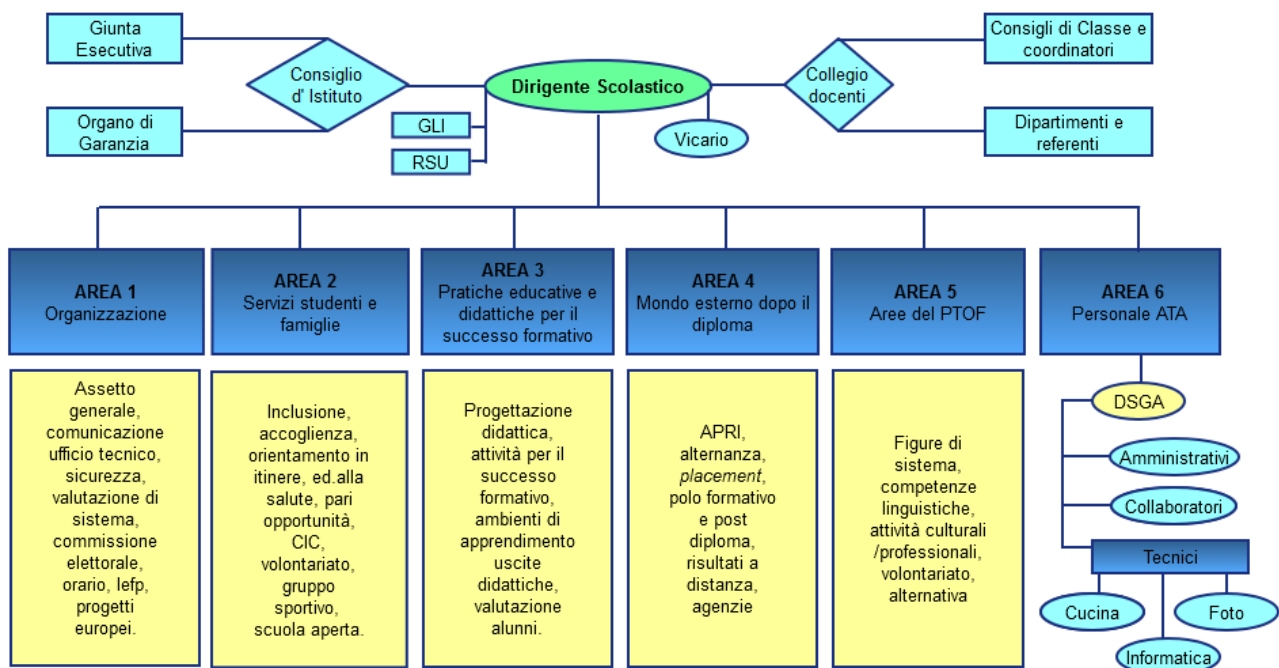 Giunta
Esecutiva
Consiglio
d' Istituto
Organo di
Garanzia
Dirigente Scolastico
GLI
RSU
Vicario
Collegio
docenti
Consigli di Classe e
coordinatori
Dipartimenti e
referenti
AREA 1
Organizzazione
AREA 2
Servizi studenti e
famiglie
AREA 3
Pratiche educative e
didattiche per il
successo formativo
AREA 4
Mondo esterno dopo il
diploma
AREA 5
Aree del PTOF
AREA 6
Personale ATA
Assetto
generale,
comunicazione
ufficio tecnico,
sicurezza,
valutazione di
sistema,
commissione
elettorale,
orario, Iefp,
progetti
europei.
Inclusione,
accoglienza,
orientamento in
itinere, ed.alla
salute, pari
opportunità,
CIC,
volontariato,
gruppo
sportivo,
scuola aperta.
Progettazione
didattica,
attività per il
successo
formativo,
ambienti di
apprendimento
uscite
didattiche,
valutazione
alunni.
APRI,
alternanza,
placement,
polo formativo
e post
diploma,
risultati a
distanza,
agenzie
Figure di
sistema,
competenze
linguistiche,
attività culturali
/professionali,
volontariato,
alternativa
DSGA
Amministrativi
Collaboratori
Tecnici
Cucina
Foto
Informatica